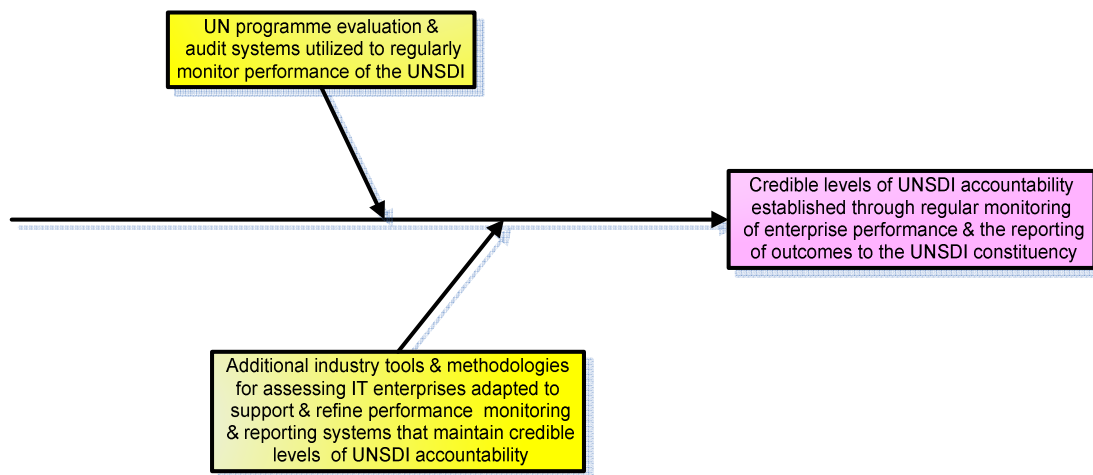 UN programme evaluation &
audit systems utilized to regularly
monitor performance of the UNSDI
Credible levels of UNSDI accountability
established through regular monitoring
of enterprise performance & the reporting
of outcomes to the UNSDI constituency
Additional industry tools & methodologies
for assessing IT enterprises adapted to
support & refine performance monitoring
& reporting systems that maintain credible
levels of UNSDI accountability